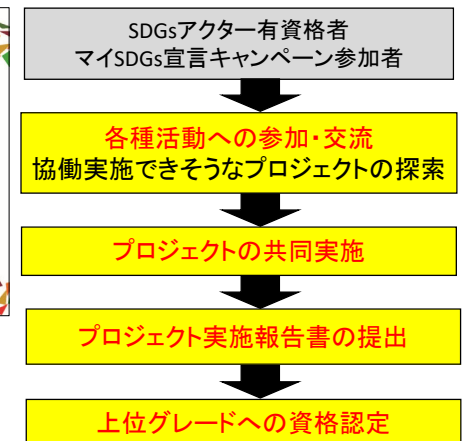 SDGsアクター有資格者
マイSDGs宣言キャンペーン参加者
各種活動への参加・交流
協働実施できそうなプロジェクトの探索
プロジェクトの共同実施
プロジェクト実施報告書の提出
上位グレードへの資格認定